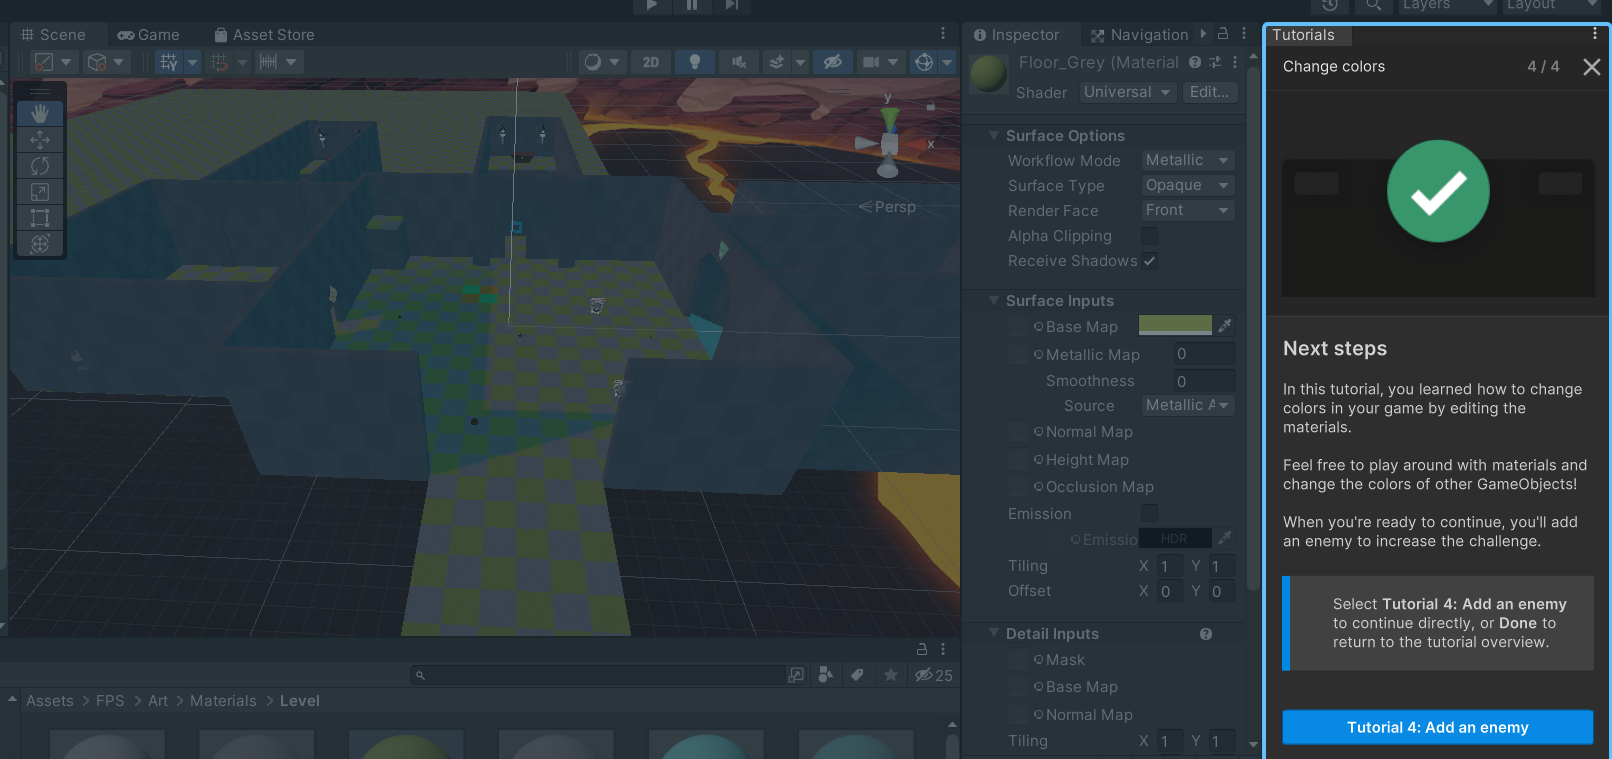 Layers
Layout
Scene
Game
Asset Store
2D
y
x
Persp
Inspector
Navigation
Floor_Grey (Material
Shader
Universal
Edit...
Surface Options
Workflow Mode
Metallic
Surface Type
Opaque
Render Face
Front
Alpha Clipping
Receive Shadows
Surface Inputs
Base Map
Metallic Map
0
Smoothness
0
Source
Metallic A
Normal Map
Height Map
Occlusion Map
Emission
Emissio
HDR
Tiling
X 1 Y 1
Offset
X 0 Y 0
Detail Inputs
Mask
Base Map
Normal Map
Tiling
X 1 Y 1
25
Assets > FPS > Art > Materials > Level
Tutorials
Change colors
4 / 4
Next steps
In this tutorial, you learned how to change
colors in your game by editing the
materials.
Feel free to play around with materials and
change the colors of other GameObjects!
When you're ready to continue, you'll add
an enemy to increase the challenge.
Select Tutorial 4: Add an enemy
to continue directly, or Done to
return to the tutorial overview.
Tutorial 4: Add an enemy